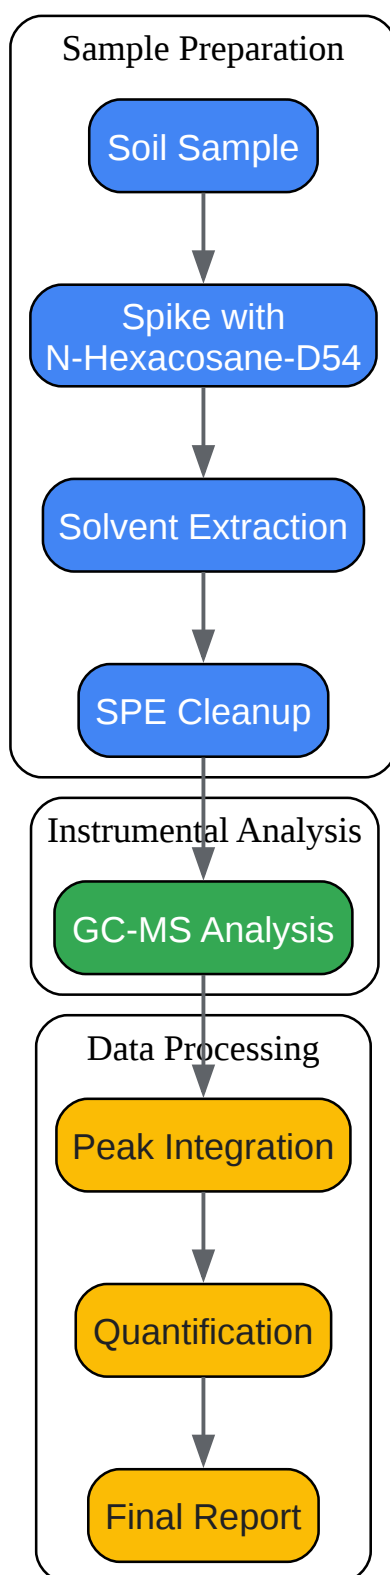 Sample Preparation
Soil Sample
Spike with
N-Hexacosane-D54
Solvent Extraction
SPE Cleanup
Instrumental Analysis
GC-MS Analysis
Data Processing
Peak Integration
Quantification
Final Report